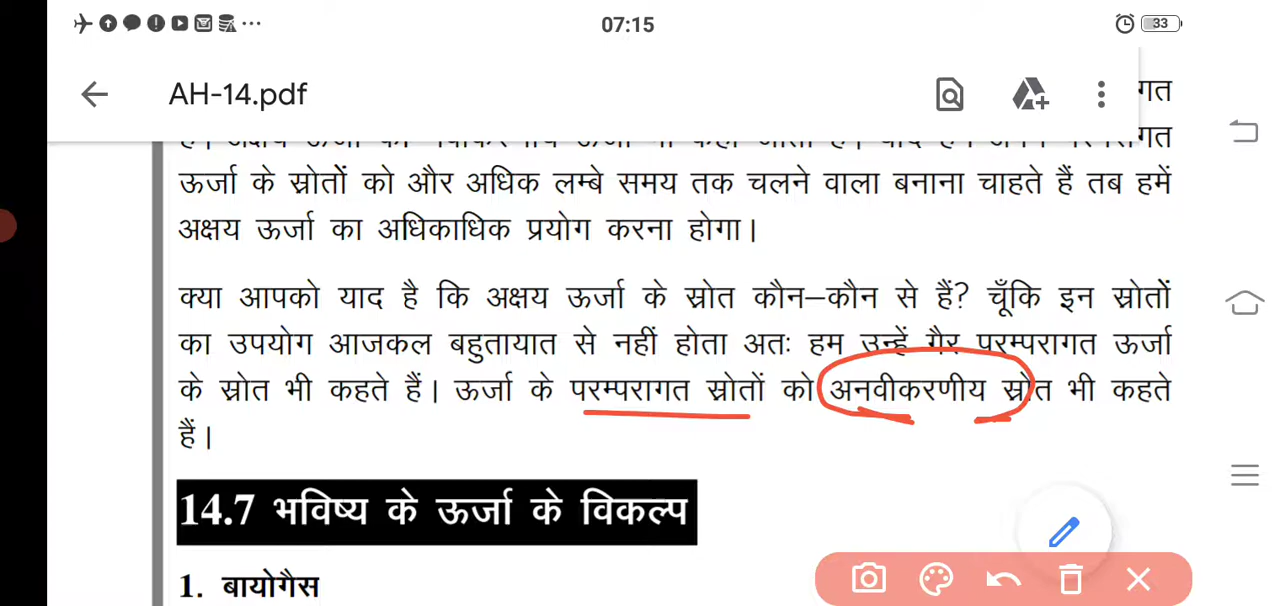 07:15
33
AH-14.pdf
गत
गत
ऊर्जा के स्रोतों को और अधिक लम्बे समय तक चलने वाला बनाना चाहते हैं तब हमें
अक्षय ऊर्जा का अधिकाधिक प्रयोग करना होगा।
क्या आपको याद है कि अक्षय ऊर्जा के स्रोत कौन–कौन से हैं? चूँकि इन स्रोतों
का उपयोग आजकल बहुतायात से नहीं होता अतः हम उन्हें गैर परम्परागत ऊर्जा
के स्रोत भी कहते हैं। ऊर्जा के परम्परागत स्रोतों को अनवीकरणीय स्रोत भी कहते
हैं।
14.7 भविष्य के ऊर्जा के विकल्प
1. बायोगैस